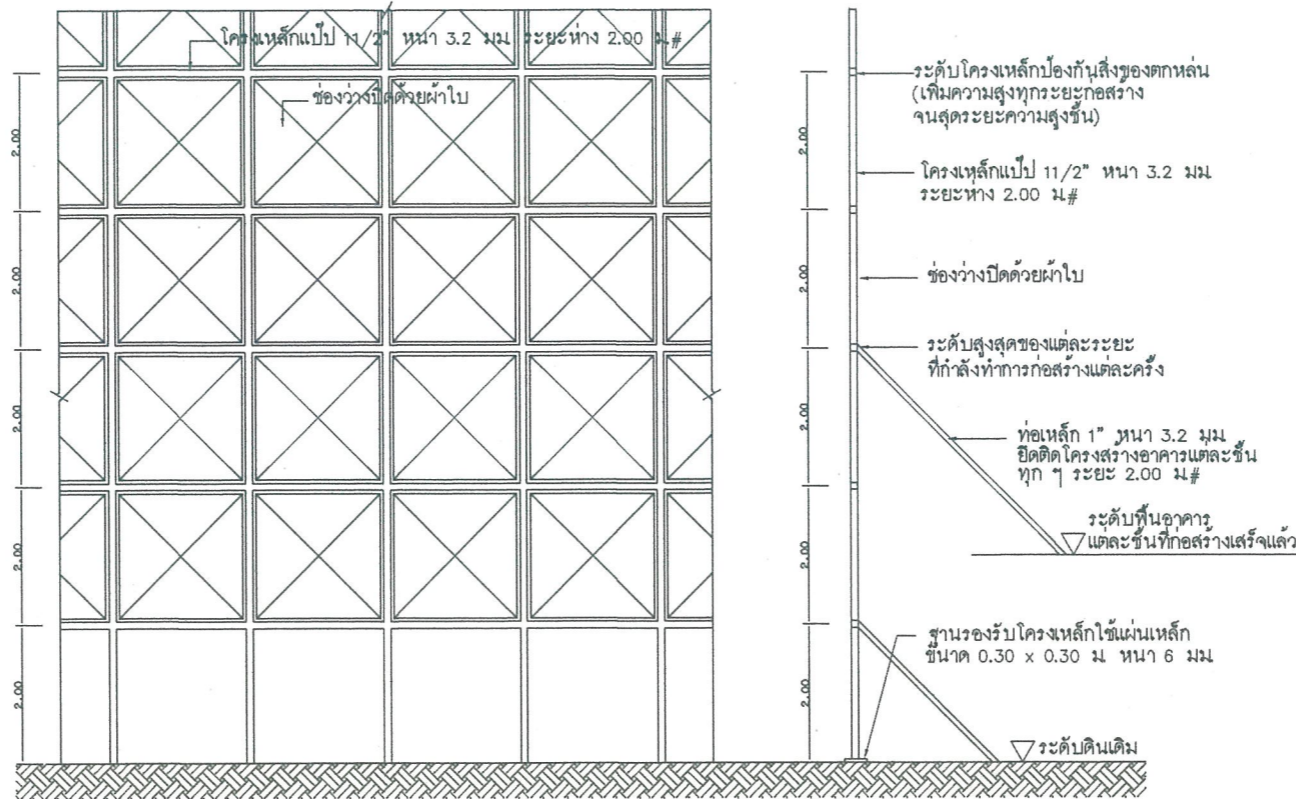 โครงเหล็กแป๊ป 11/2" หนา 3.2 มม. ระยะห่าง 2.00 ม.#
ช่องว่างปิดด้วยผ้าใบ
2.00
2.00
2.00
2.00
2.00
ระดับโครงเหล็กป้องกันสิ่งของตกหล่น
(เพิ่มความสูงทุกระยะก่อสร้าง
จนสุดระยะความสูงชั้น)
โครงเหล็กแป๊ป 11/2" หนา 3.2 มม.
ระยะห่าง 2.00 ม.#
ช่องว่างปิดด้วยผ้าใบ
ระดับสูงสุดของแต่ละระยะ
ที่กำลังทำการก่อสร้างแต่ละครั้ง
ท่อเหล็ก 1" หนา 3.2 มม.
ยึดติดโครงสร้างอาคารแต่ละชั้น
ทุก ๆ ระยะ 2.00 ม.#
ระดับพื้นอาคาร
แต่ละชั้นที่ก่อสร้างเสร็จแล้ว
ฐานรองรับโครงเหล็กใช้แผ่นเหล็ก
ขนาด 0.30 x 0.30 ม. หนา 6 มม.
ระดับดินเดิม
2.00
2.00
2.00
2.00
2.00